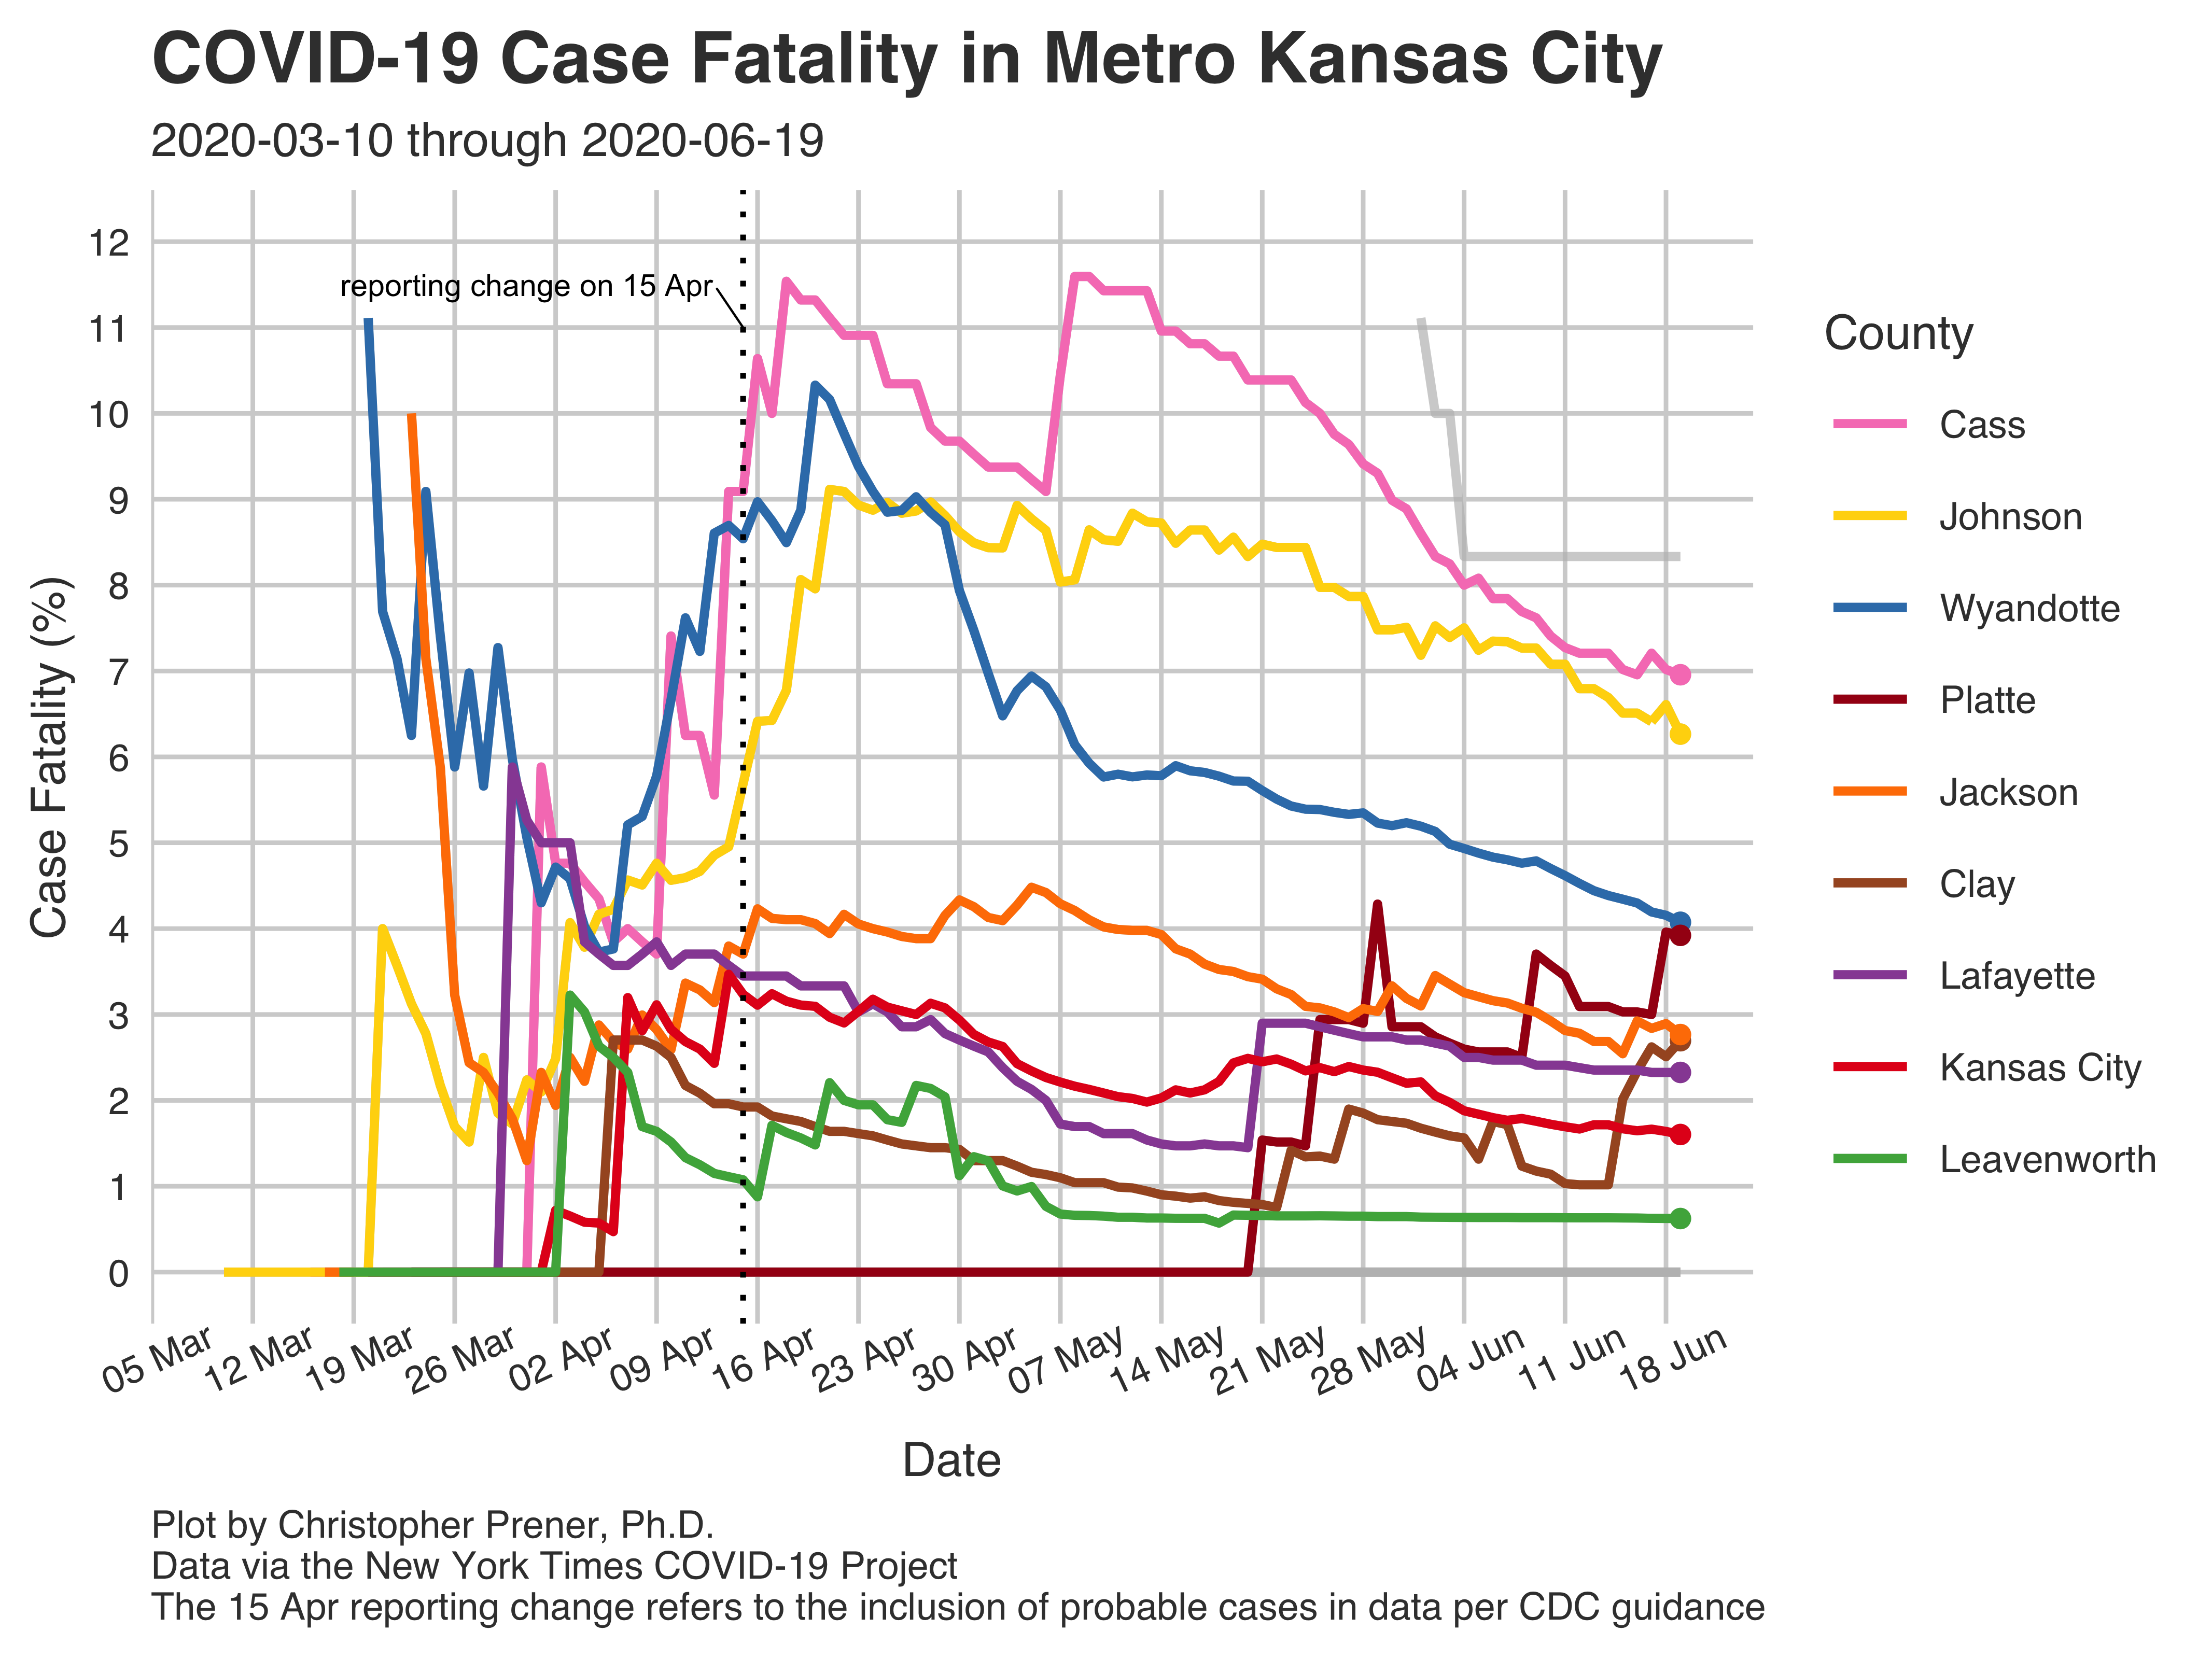 COVID-19 Case Fatality in Metro Kansas City
2020-03-10 through 2020-06-19
12
11
10
9
8
7
6
5
4
3
2
1
0
Case Fatality (%)
reporting change on 15 Apr
05 Mar
12 Mar
19 Mar
26 Mar
02 Apr
09 Apr
16 Apr
23 Apr
30 Apr
07 May
14 May
21 May
28 May
04 Jun
11 Jun
18 Jun
Date
County
Cass
Johnson
Wyandotte
Platte
Jackson
Clay
Lafayette
Kansas City
Leavenworth
Plot by Christopher Prener, Ph.D.
Data via the New York Times COVID-19 Project
The 15 Apr reporting change refers to the inclusion of probable cases in data per CDC guidance